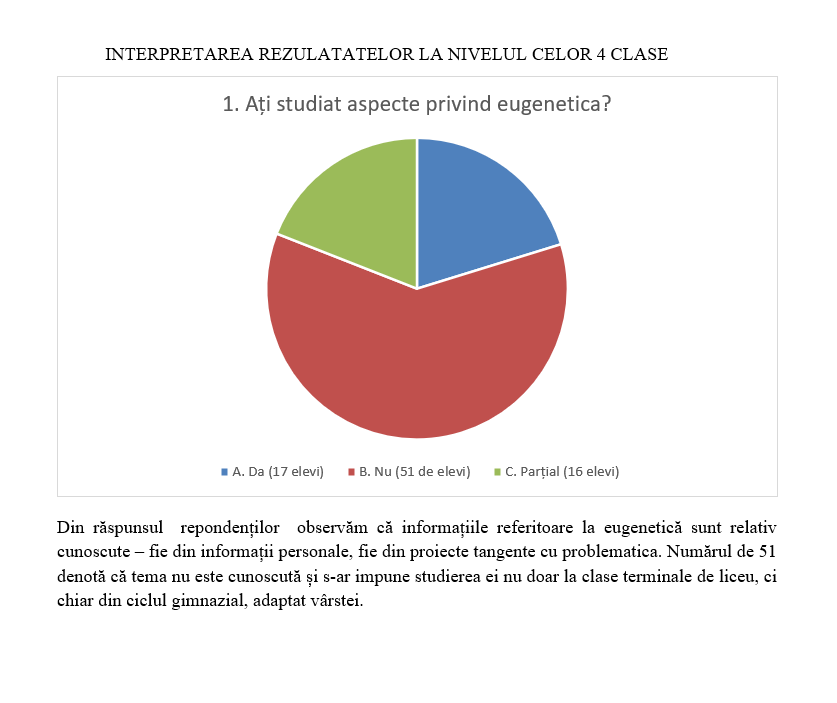 INTERPRETAREA REZULATATELOR LA NIVELUL CELOR 4 CLASE
1. Ați studiat aspecte privind eugenetica?
A. Da (17 elevi) B. Nu (51 de elevi) C. Parțial (16 elevi)
Din răspunsul repondenților observăm că informațiile referitoare la eugenetică sunt relativ
cunoscute – fie din informații personale, fie din proiecte tangente cu problematica. Numărul de 51
denotă că tema nu este cunoscută și s-ar impune studierea ei nu doar la clase terminale de liceu, ci
chiar din ciclul gimnazial, adaptat vârstei.